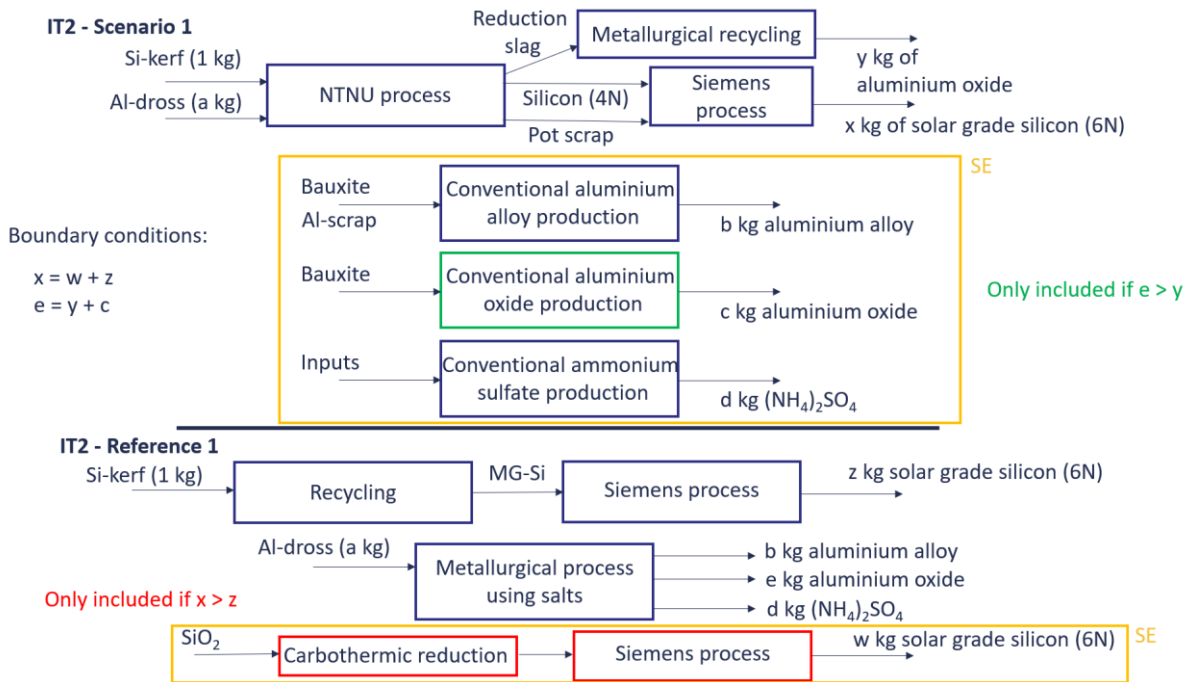 IT2 - Scenario 1
Si-kerf (1 kg)
Al-dross (a kg)
NTNU process
Reduction
slag
Silicon (4N)
Pot scrap
Metallurgical recycling
Siemens
process
y kg of
aluminium oxide
x kg of solar grade silicon (6N)
SE
Boundary conditions:
x = w + z
e = y + c
Bauxite
Al-scrap
Conventional aluminium
alloy production
b kg aluminium alloy
Bauxite
Conventional aluminium
oxide production
c kg aluminium oxide
Only included if e > y
Inputs
Conventional ammonium
sulfate production
d kg (NH₄)₂SO₄
IT2 - Reference 1
Si-kerf (1 kg)
Recycling
MG-Si
Siemens process
z kg solar grade silicon (6N)
Al-dross (a kg)
Metallurgical process
using salts
b kg aluminium alloy
e kg aluminium oxide
d kg (NH₄)₂SO₄
Only included if x > z
SiO₂
Carbothermic reduction
Siemens process
w kg solar grade silicon (6N)
SE